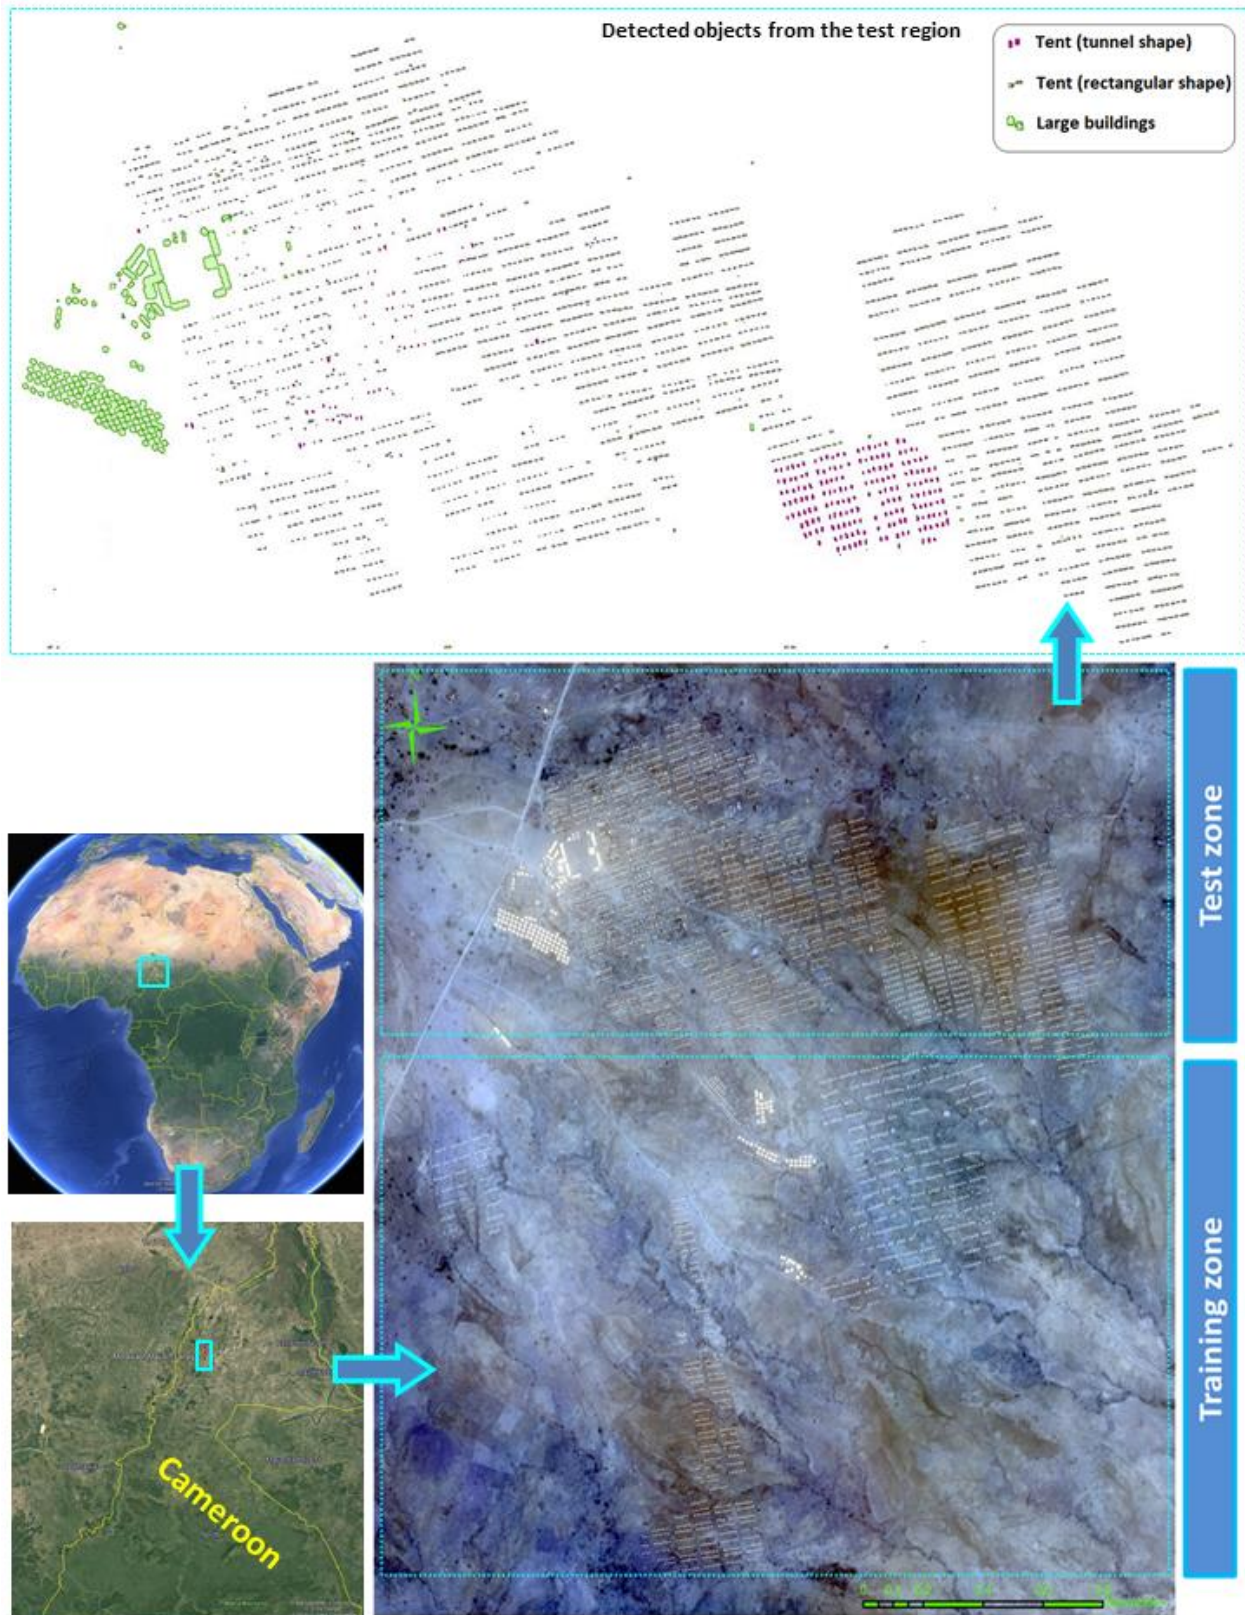 Detected objects from the test region
Tent (tunnel shape)
Tent (rectangular shape)
Large buildings
Test zone
Training zone
Cameroon